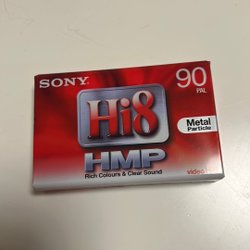 SONY
90
PAL
Hi8
Metal
Particle
HMP
Rich Colours & Clear Sound
video